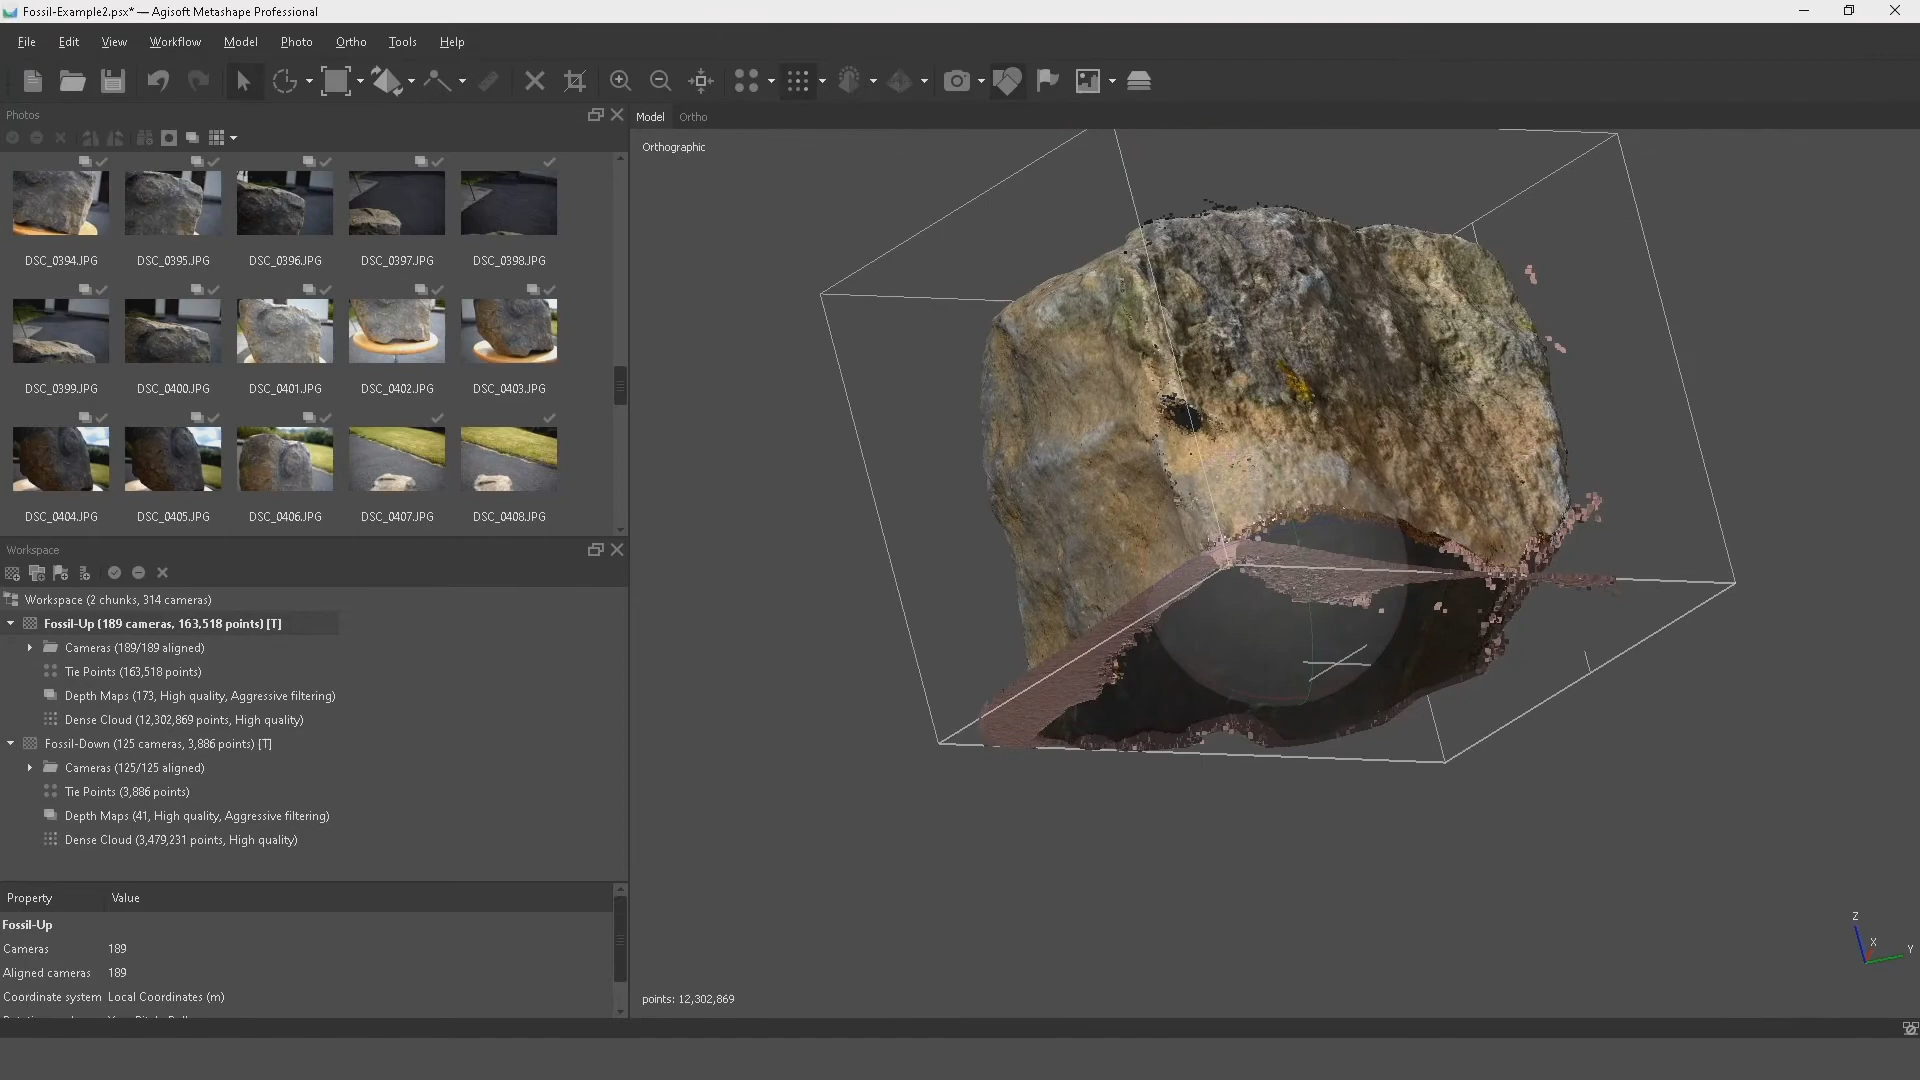 Fossil-Example2.psx* — Agisoft Metashape Professional
File Edit View Workflow Model Photo Ortho Tools Help
Photos
Model Ortho
Orthographic
DSC_0394.JPG DSC_0395.JPG DSC_0396.JPG DSC_0397.JPG DSC_0398.JPG
DSC_0399.JPG DSC_0400.JPG DSC_0401.JPG DSC_0402.JPG DSC_0403.JPG
DSC_0404.JPG DSC_0405.JPG DSC_0406.JPG DSC_0407.JPG DSC_0408.JPG
Workspace
Workspace (2 chunks, 314 cameras)
Fossil-Up (189 cameras, 163,518 points) [T]
Cameras (189/189 aligned)
Tie Points (163,518 points)
Depth Maps (173, High quality, Aggressive filtering)
Dense Cloud (12,302,869 points, High quality)
Fossil-Down (125 cameras, 3,886 points) [T]
Cameras (125/125 aligned)
Tie Points (3,886 points)
Depth Maps (41, High quality, Aggressive filtering)
Dense Cloud (3,479,231 points, High quality)
Property Value
Fossil-Up
Cameras 189
Aligned cameras 189
Coordinate system Local Coordinates (m)
points: 12,302,869
Z
X
Y